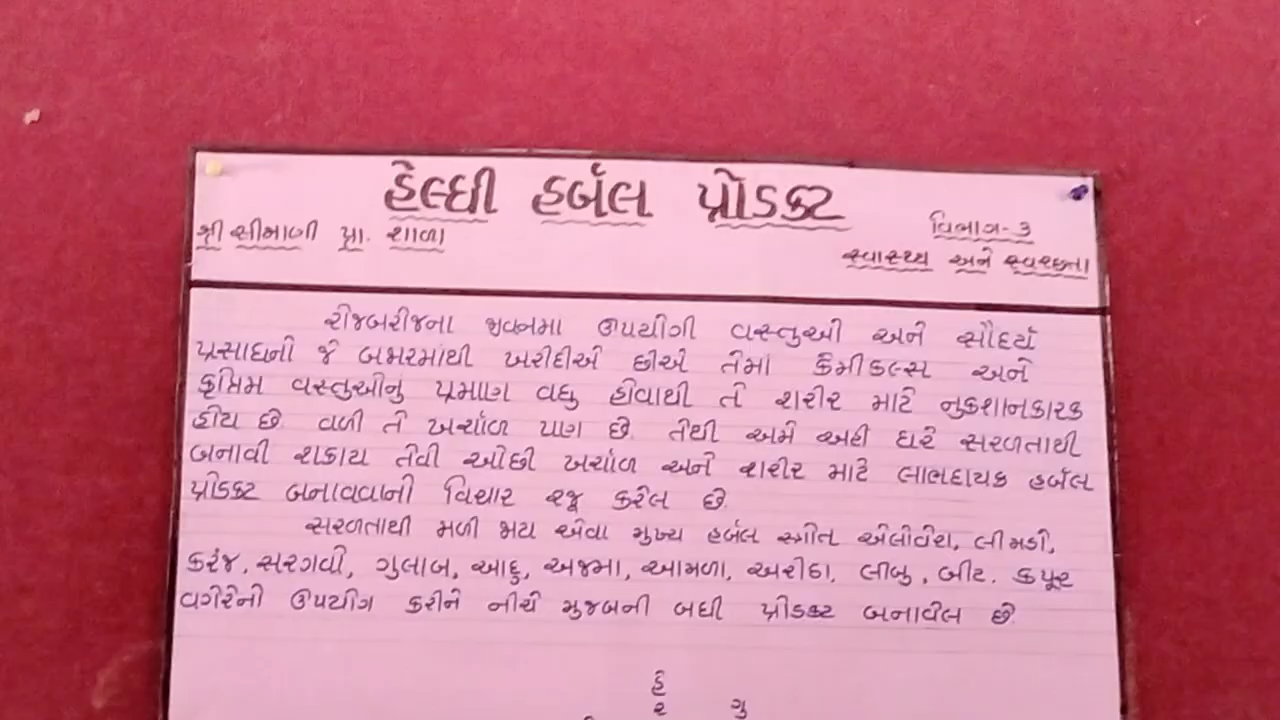 હેલ્ધી હર્બલ પ્રોડક્ટ
શ્રી સીમાણી પ્રા. શાળા
વિભાગ-૩
સ્વાસ્થ્ય અને સ્વચ્છતા
રોજબરોજના જીવનમા ઉપયોગી વસ્તુઓ અને સૌદર્ય
પ્રસાધનો જે બજારમાંથી ખરીદીએ છીએ તેમા કેમીકલ્સ અને
કૃત્રિમ વસ્તુઓનુ પ્રમાણ વધુ હોવાથી તે શરીર માટે નુકશાનકારક
હોય છે. વળી તે ખર્ચાળ પણ છે. તેથી અમે અહી ઘરે સરળતાથી
બનાવી શકાય તેવી ઓછી ખર્ચાળ અને શરીર માટે લાભદાયક હર્બલ
પ્રોડક્ટ બનાવવાનો વિચાર રજૂ કરેલ છે.
સરળતાથી મળી જાય એવા મુખ્ય હર્બલ સ્ત્રોત એલોવેરા, લીમડો,
કરંજ, સરગવો, ગુલાબ, આદુ, અજમા, આમળા, અરીઠા, લીબુ, બીટ, કપૂર
વગેરેનો ઉપયોગ કરીને નીચે મુજબની બધી પ્રોડક્ટ બનાવેલ છે.
હે
ર ગુ